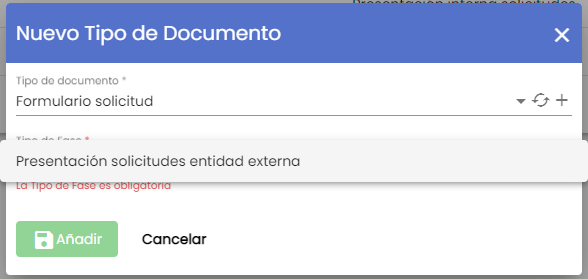 Presentación interna solicitudes
Nuevo Tipo de Documento
Tipo de documento *
Formulario solicitud
Tipo de Fase *
Presentación solicitudes entidad externa
La Tipo de Fase es obligatoria
Añadir
Cancelar